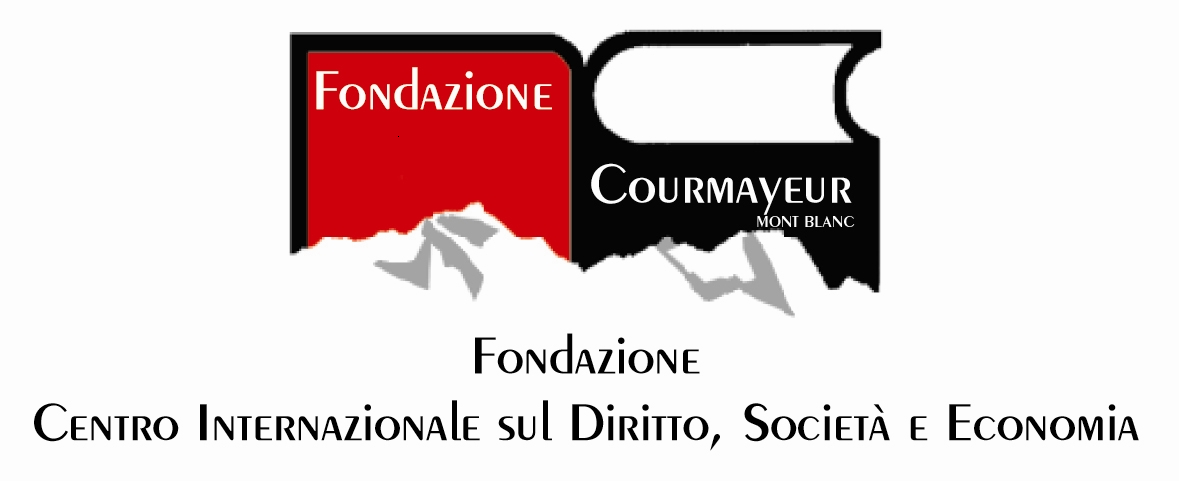 Fondazione
Courmayeur
MONT BLANC
Fondazione
Centro Internazionale sul Diritto, Società e Economia